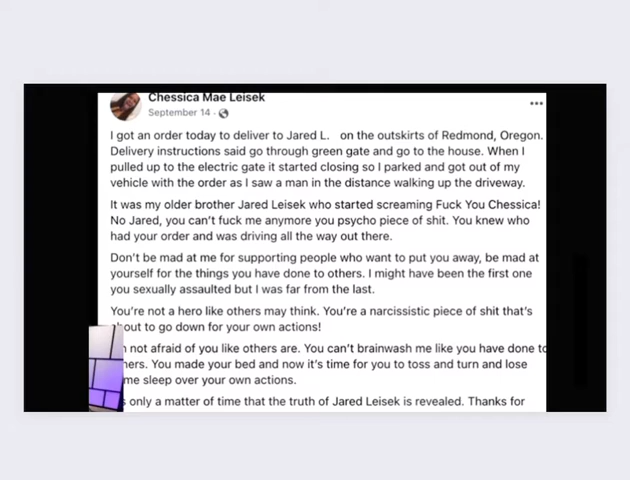 Chessica Mae Leisek
September 14 ·
I got an order today to deliver to Jared L. on the outskirts of Redmond, Oregon.
Delivery instructions said go through green gate and go to the house. When I
pulled up to the electric gate it started closing so I parked and got out of my
vehicle with the order as I saw a man in the distance walking up the driveway.
It was my older brother Jared Leisek who started screaming Fuck You Chessica!
No Jared, you can't fuck me anymore you psycho piece of shit. You knew who
had your order and was driving all the way out there.
Don't be mad at me for supporting people who want to put you away, be mad at
yourself for the things you have done to others. I might have been the first one
you sexually assaulted but I was far from the last.
You're not a hero like others may think. You're a narcissistic piece of shit that's
to go down for your own actions!
not afraid of you like others are. You can't brainwash me like you have done to
You made your bed and now it's time for you to toss and turn and lose
sleep over your own actions.
only a matter of time that the truth of Jared Leisek is revealed. Thanks for